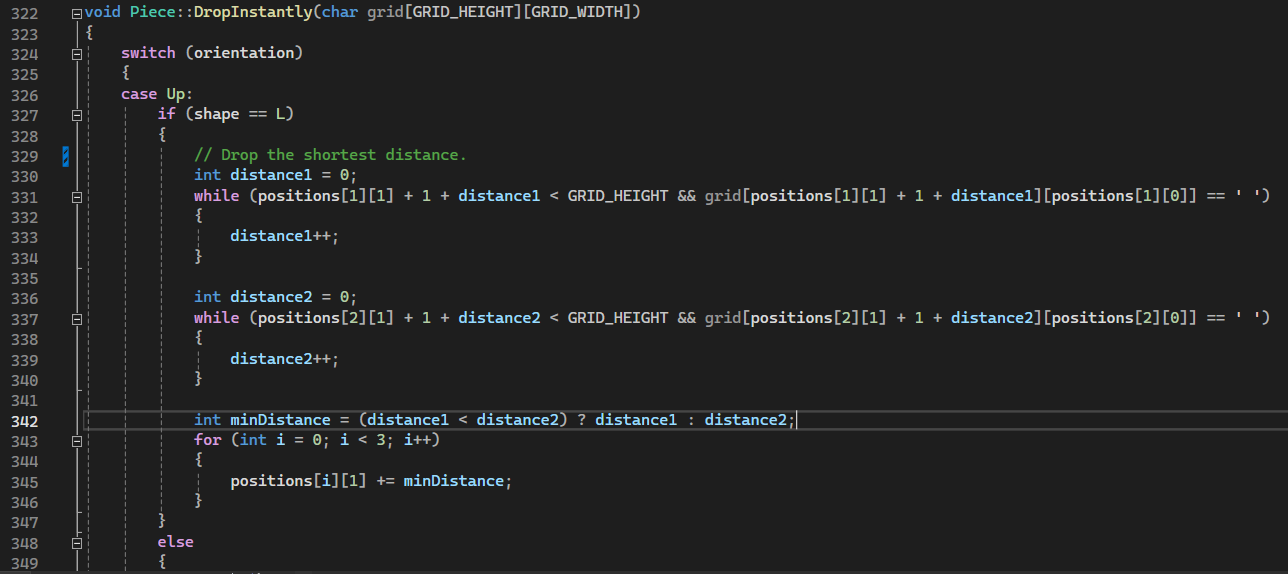 322 void Piece::DropInstantly(char grid[GRID_HEIGHT][GRID_WIDTH])
323 {
324     switch (orientation)
325     {
326     case Up:
327         if (shape == L)
328         {
329             // Drop the shortest distance.
330             int distance1 = 0;
331             while (positions[1][1] + 1 + distance1 < GRID_HEIGHT && grid[positions[1][1] + 1 + distance1][positions[1][0]] == ' ')
332             {
333                 distance1++;
334             }
335
336             int distance2 = 0;
337             while (positions[2][1] + 1 + distance2 < GRID_HEIGHT && grid[positions[2][1] + 1 + distance2][positions[2][0]] == ' ')
338             {
339                 distance2++;
340             }
341
342             int minDistance = (distance1 < distance2) ? distance1 : distance2;
343             for (int i = 0; i < 3; i++)
344             {
345                 positions[i][1] += minDistance;
346             }
347         }
348         else
349         {